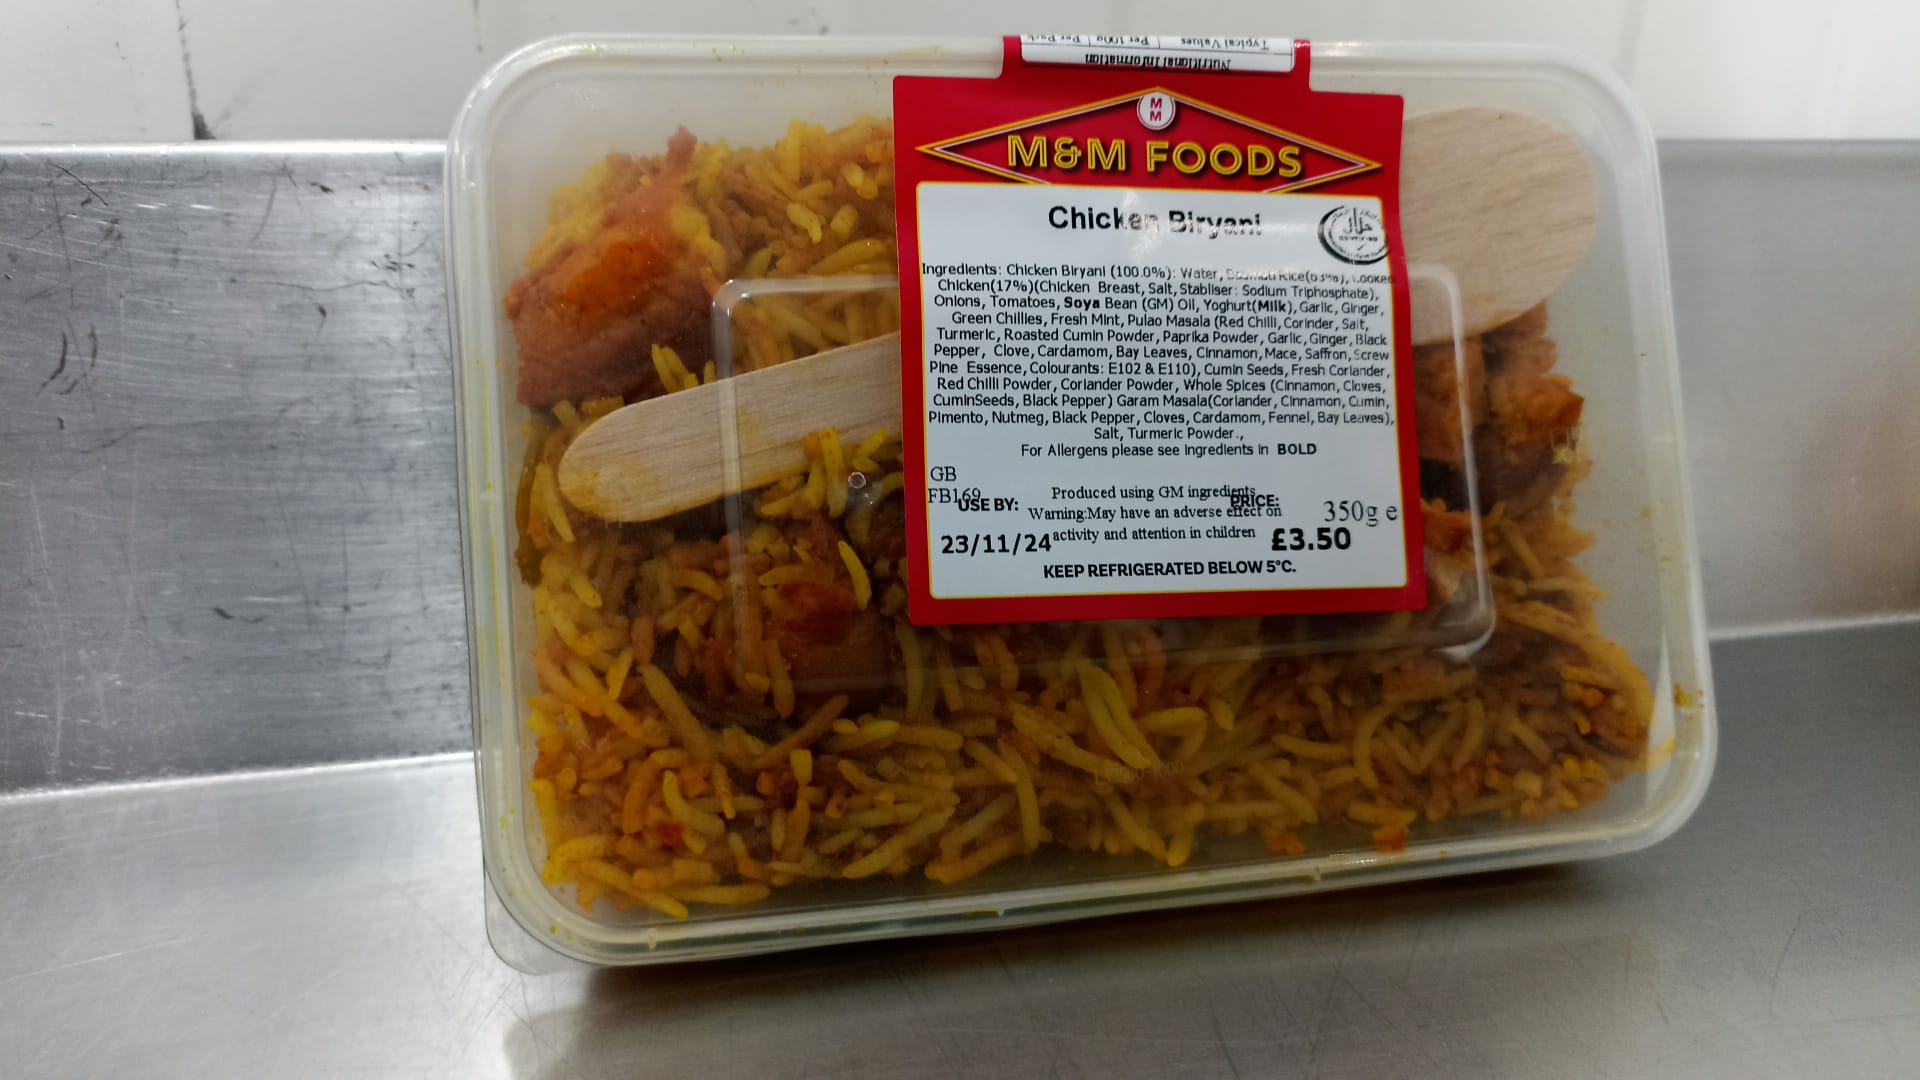 Nutritional Information
Typical Values Per 100g Per Pack
M
M
M&M FOODS
Chicken Biryani
حلال
Ingredients: Chicken Biryani (100.0%): Water, Basmati Rice(63%), Cooked
Chicken(17%)(Chicken Breast, Salt, Stabliser: Sodium Triphosphate),
Onions, Tomatoes, Soya Bean (GM) Oil, Yoghurt(Milk), Garlic, Ginger,
Green Chillies, Fresh Mint, Pulao Masala (Red Chilli, Corinder, Salt,
Turmeric, Roasted Cumin Powder, Paprika Powder, Garlic, Ginger, Black
Pepper, Clove, Cardamom, Bay Leaves, Cinnamon, Mace, Saffron, Screw
Pine Essence, Colourants: E102 & E110), Cumin Seeds, Fresh Coriander,
Red Chilli Powder, Coriander Powder, Whole Spices (Cinnamon, Cloves,
CuminSeeds, Black Pepper) Garam Masala(Coriander, Cinnamon, Cumin,
Pimento, Nutmeg, Black Pepper, Cloves, Cardamom, Fennel, Bay Leaves),
Salt, Turmeric Powder.,
For Allergens please see Ingredients in BOLD
GB
FB169
Produced using GM ingredients
Warning:May have an adverse effect on
activity and attention in children
USE BY:
23/11/24
PRICE:
£3.50
350g e
KEEP REFRIGERATED BELOW 5°C.